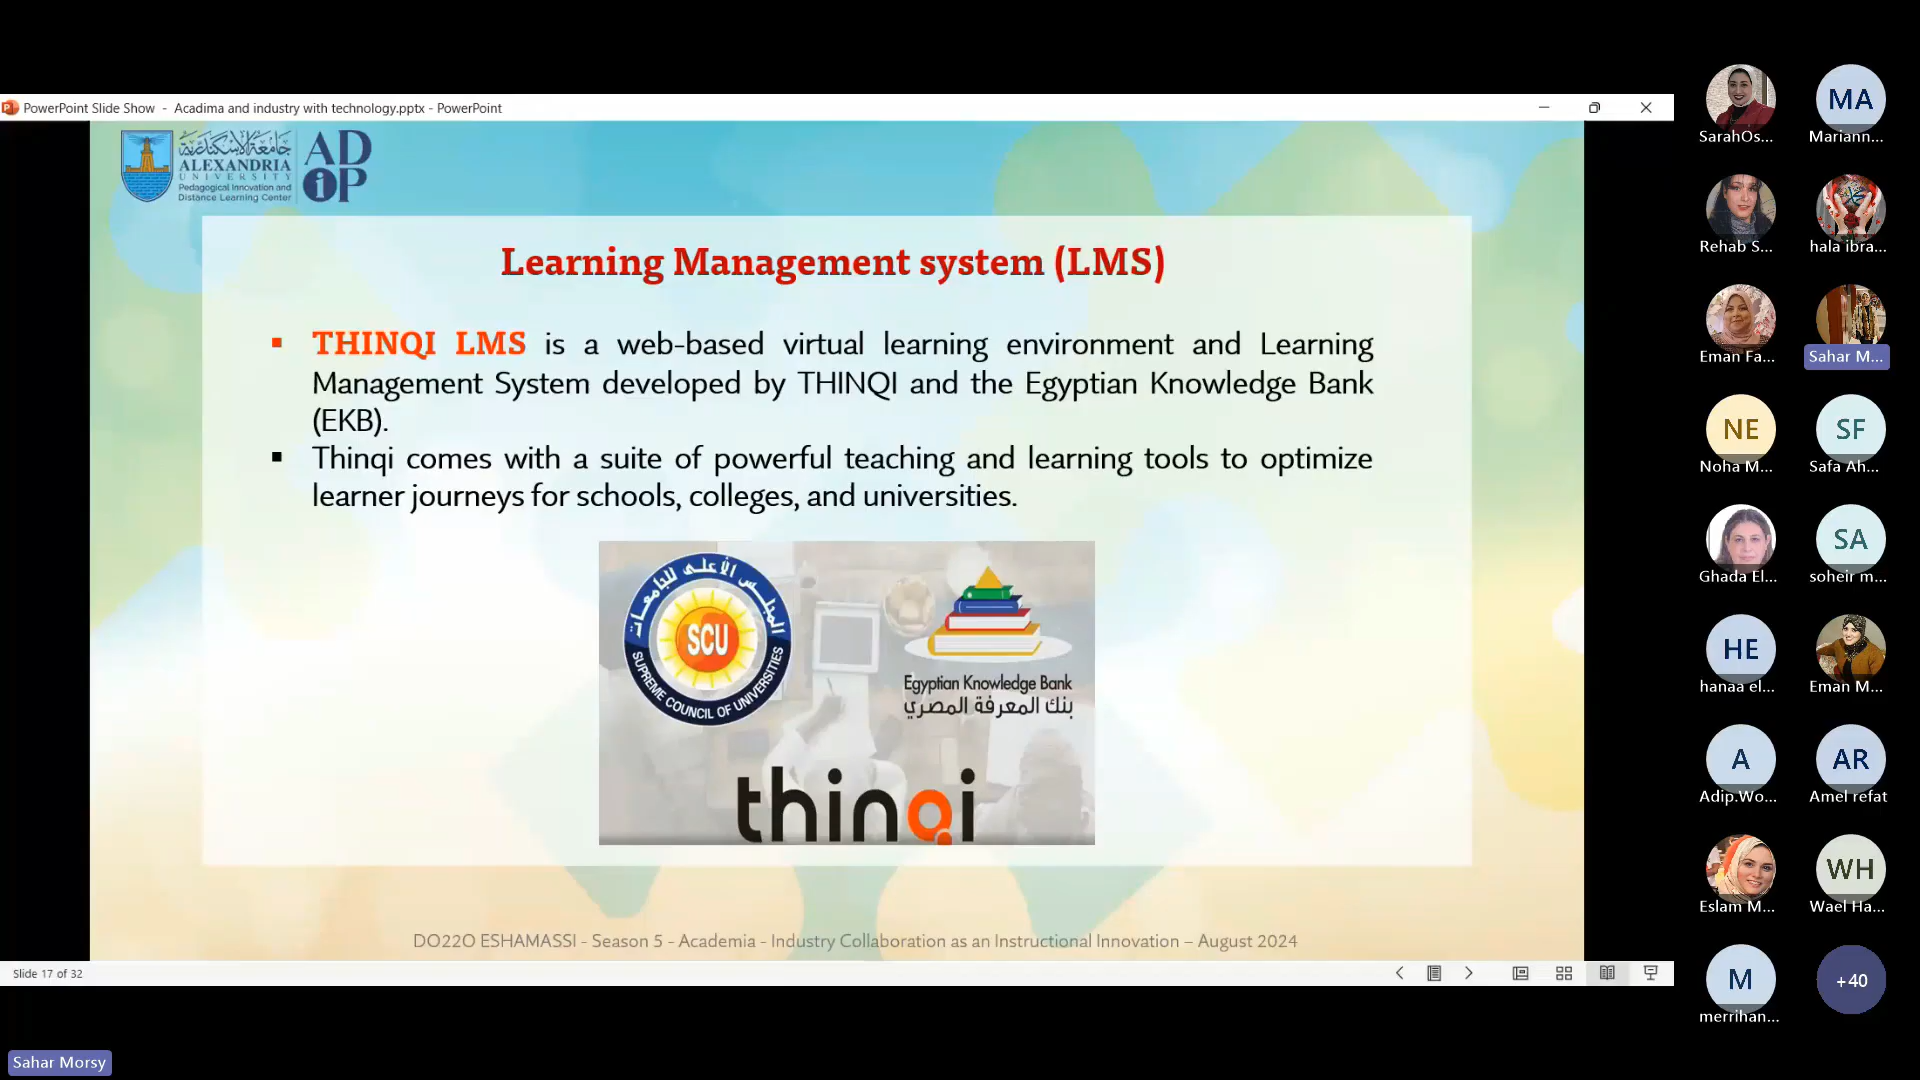 PowerPoint Slide Show - Acadima and industry with technology.pptx - PowerPoint
جامعة الإسكندرية
ALEXANDRIA
UNIVERSITY
Pedagogical Innovation and
Distance Learning Center
AD
iP
Learning Management system (LMS)
▪ THINQI LMS is a web-based virtual learning environment and Learning
Management System developed by THINQI and the Egyptian Knowledge Bank
(EKB).
▪ Thinqi comes with a suite of powerful teaching and learning tools to optimize
learner journeys for schools, colleges, and universities.
المجلس الأعلى للجامعات
SCU
SUPREME COUNCIL OF UNIVERSITIES
Egyptian Knowledge Bank
بنك المعرفة المصري
thinqi
DO22O ESHAMASSI - Season 5 - Academia - Industry Collaboration as an Instructional Innovation – August 2024
Slide 17 of 32
Sahar Morsy
SarahOs...
MA
Mariann...
Rehab S...
hala ibra...
Eman Fa...
Sahar M...
NE
Noha M...
SF
Safa Ah...
Ghada El...
SA
soheir m...
HE
hanaa el...
Eman M...
A
Adip.Wo...
AR
Amel refat
Eslam M...
WH
Wael Ha...
M
merrihan...
+40